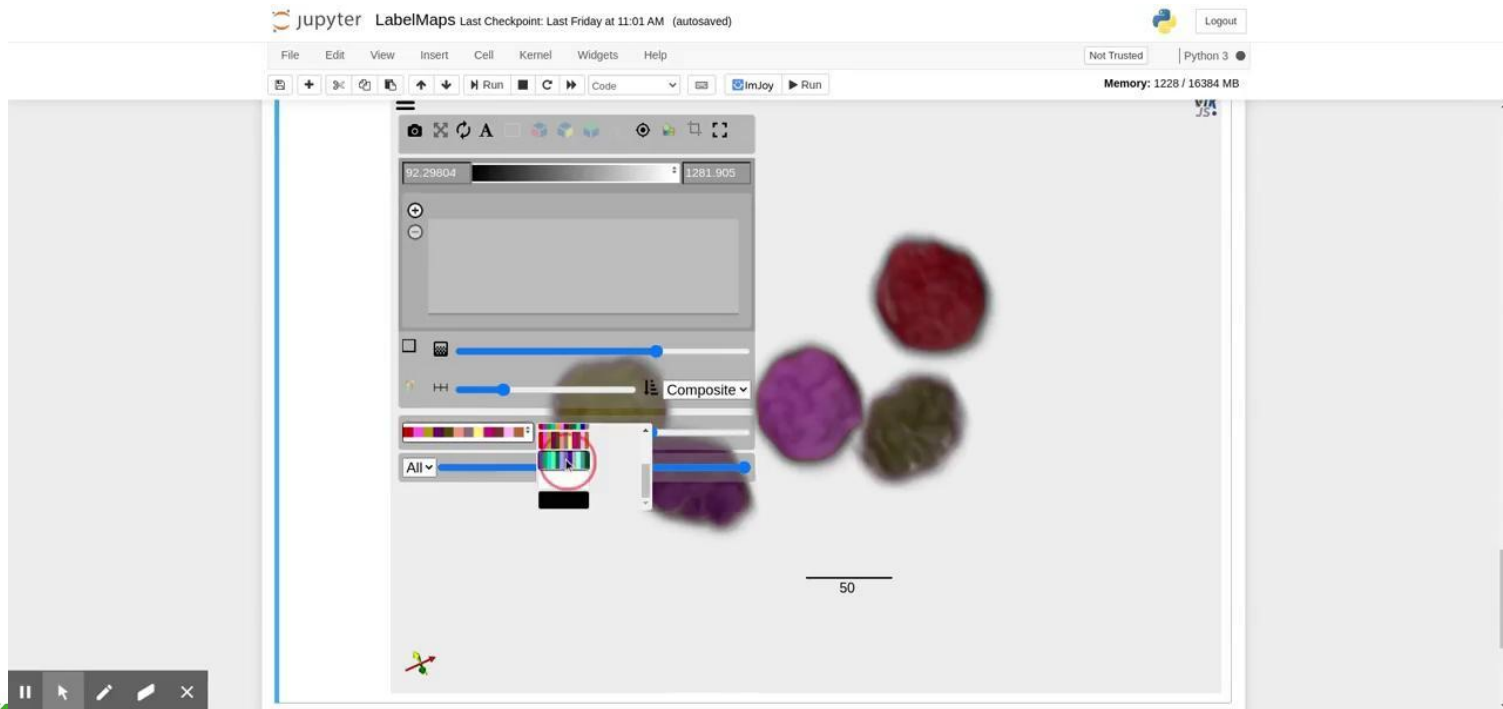 jupyter LabelMaps Last Checkpoint: Last Friday at 11:01 AM (autosaved)
Logout
File Edit View Insert Cell Kernel Widgets Help
Not Trusted Python 3
Run Code ImJoy Run
Memory: 1228 / 16384 MB
JS
A
92.29804 1281.905
Composite
All
50